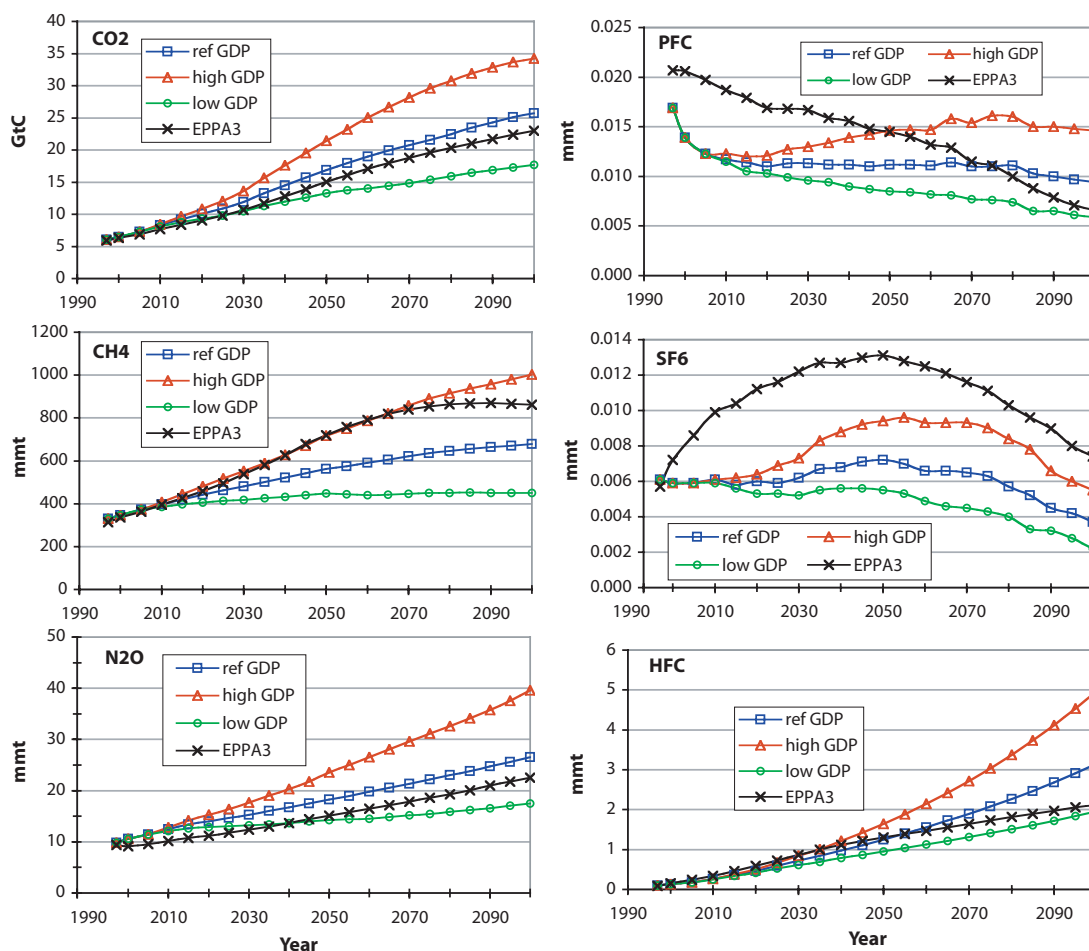 CO2
ref GDP
high GDP
low GDP
EPPA3
GtC
40
35
30
25
20
15
10
5
0
1990 2010 2030 2050 2070 2090
PFC
ref GDP high GDP
low GDP EPPA3
mmt
0.020
0.015
0.010
0.005
0.000
1990 2010 2030 2050 2070 2090
CH4
ref GDP
high GDP
low GDP
EPPA3
mmt
1200
1000
800
600
400
200
0
1990 2010 2030 2050 2070 2090
SF6
ref GDP high GDP
low GDP EPPA3
mmt
0.014
0.012
0.010
0.008
0.006
0.004
0.002
0.000
1990 2010 2030 2050 2070 2090
N2O
ref GDP
high GDP
low GDP
EPPA3
mmt
50
40
30
20
10
0
1990 2010 2030 2050 2070 2090
Year
HFC
ref GDP
high GDP
low GDP
EPPA3
mmt
6
5
4
3
2
1
0
1990 2010 2030 2050 2070 2090
Year